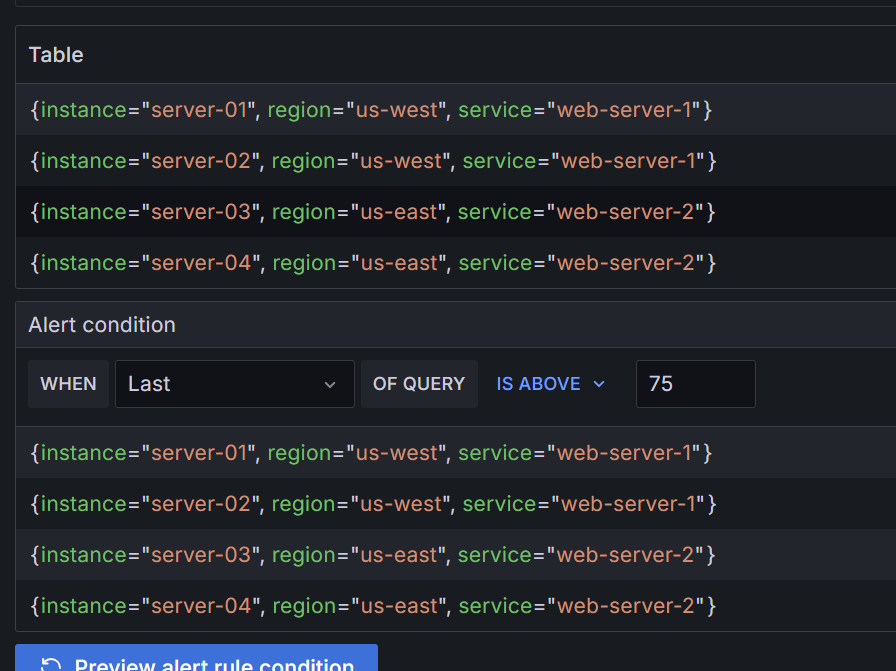 Table
{instance="server-01", region="us-west", service="web-server-1"}
{instance="server-02", region="us-west", service="web-server-1"}
{instance="server-03", region="us-east", service="web-server-2"}
{instance="server-04", region="us-east", service="web-server-2"}
Alert condition
WHEN Last OF QUERY IS ABOVE 75
{instance="server-01", region="us-west", service="web-server-1"}
{instance="server-02", region="us-west", service="web-server-1"}
{instance="server-03", region="us-east", service="web-server-2"}
{instance="server-04", region="us-east", service="web-server-2"}
Preview alert rule condition